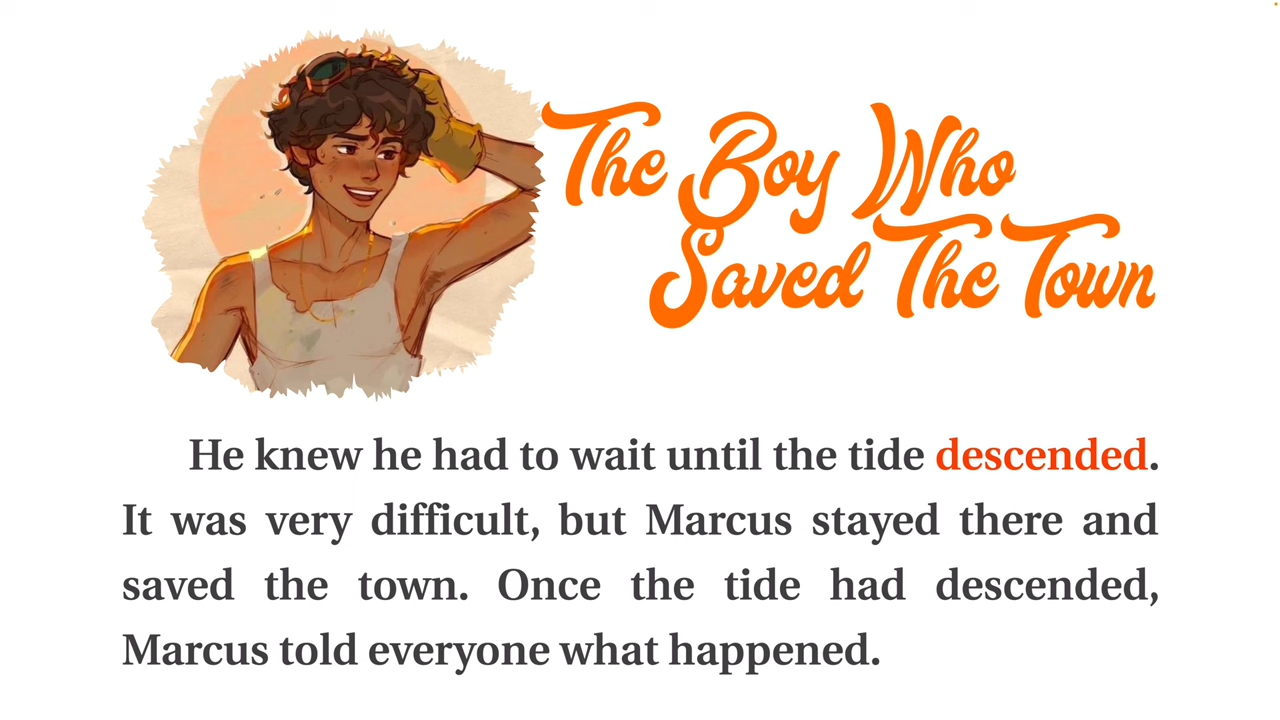 The Boy Who
Saved The Town
He knew he had to wait until the tide descended.
It was very difficult, but Marcus stayed there and
saved the town. Once the tide had descended,
Marcus told everyone what happened.